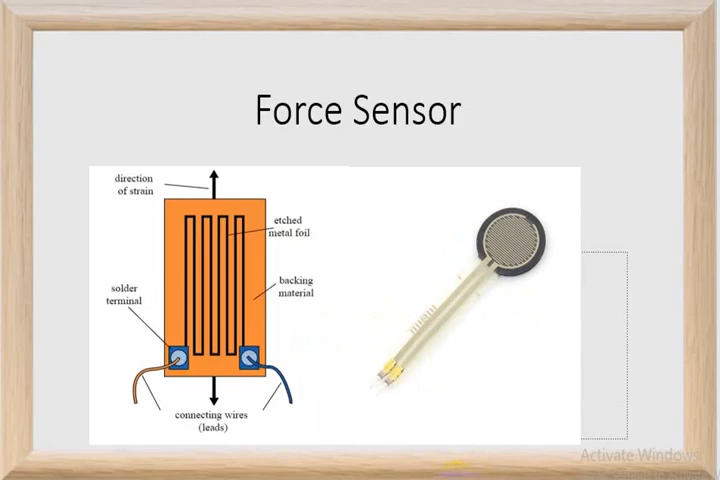 Force Sensor
direction
of strain
etched
metal foil
backing
material
solder
terminal
connecting wires
(leads)
Activate Windows